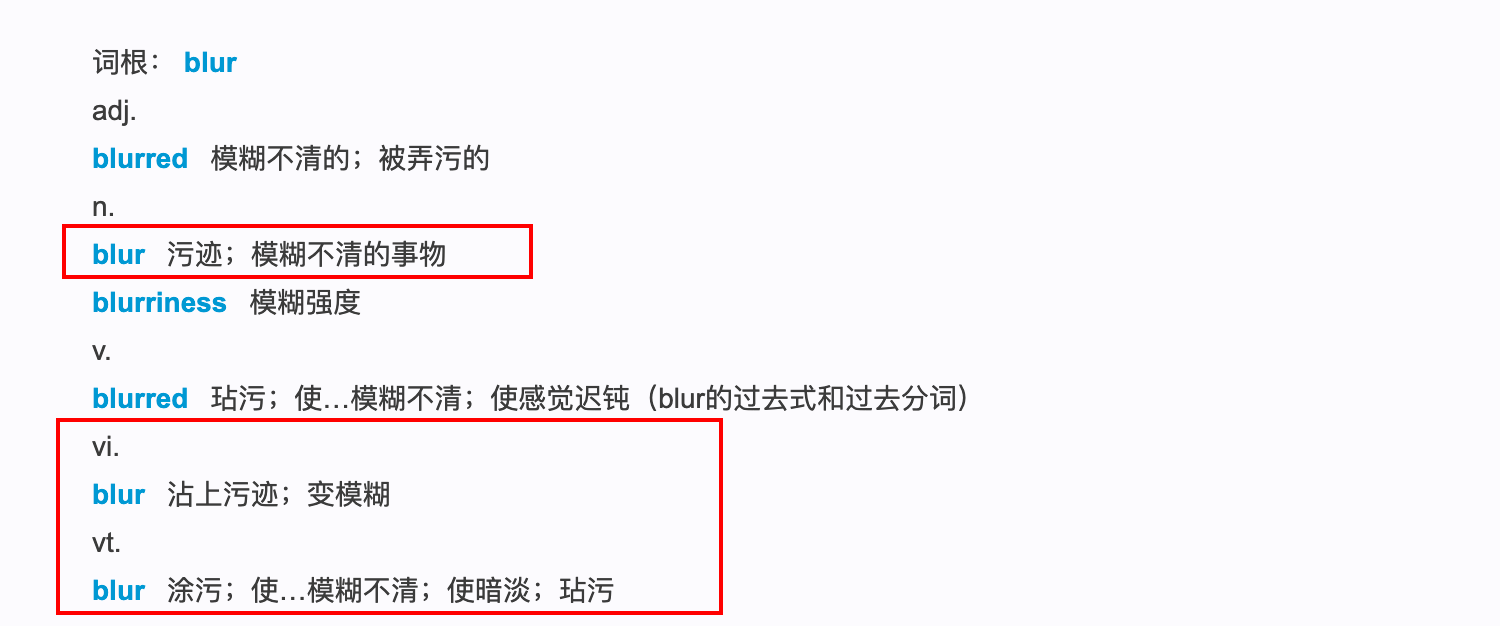 词根： blur
adj.
blurred 模糊不清的；被弄污的
n.
blur 污迹；模糊不清的事物
blurriness 模糊强度
v.
blurred 玷污；使…模糊不清；使感觉迟钝（blur的过去式和过去分词）
vi.
blur 沾上污迹；变模糊
vt.
blur 涂污；使…模糊不清；使暗淡；玷污